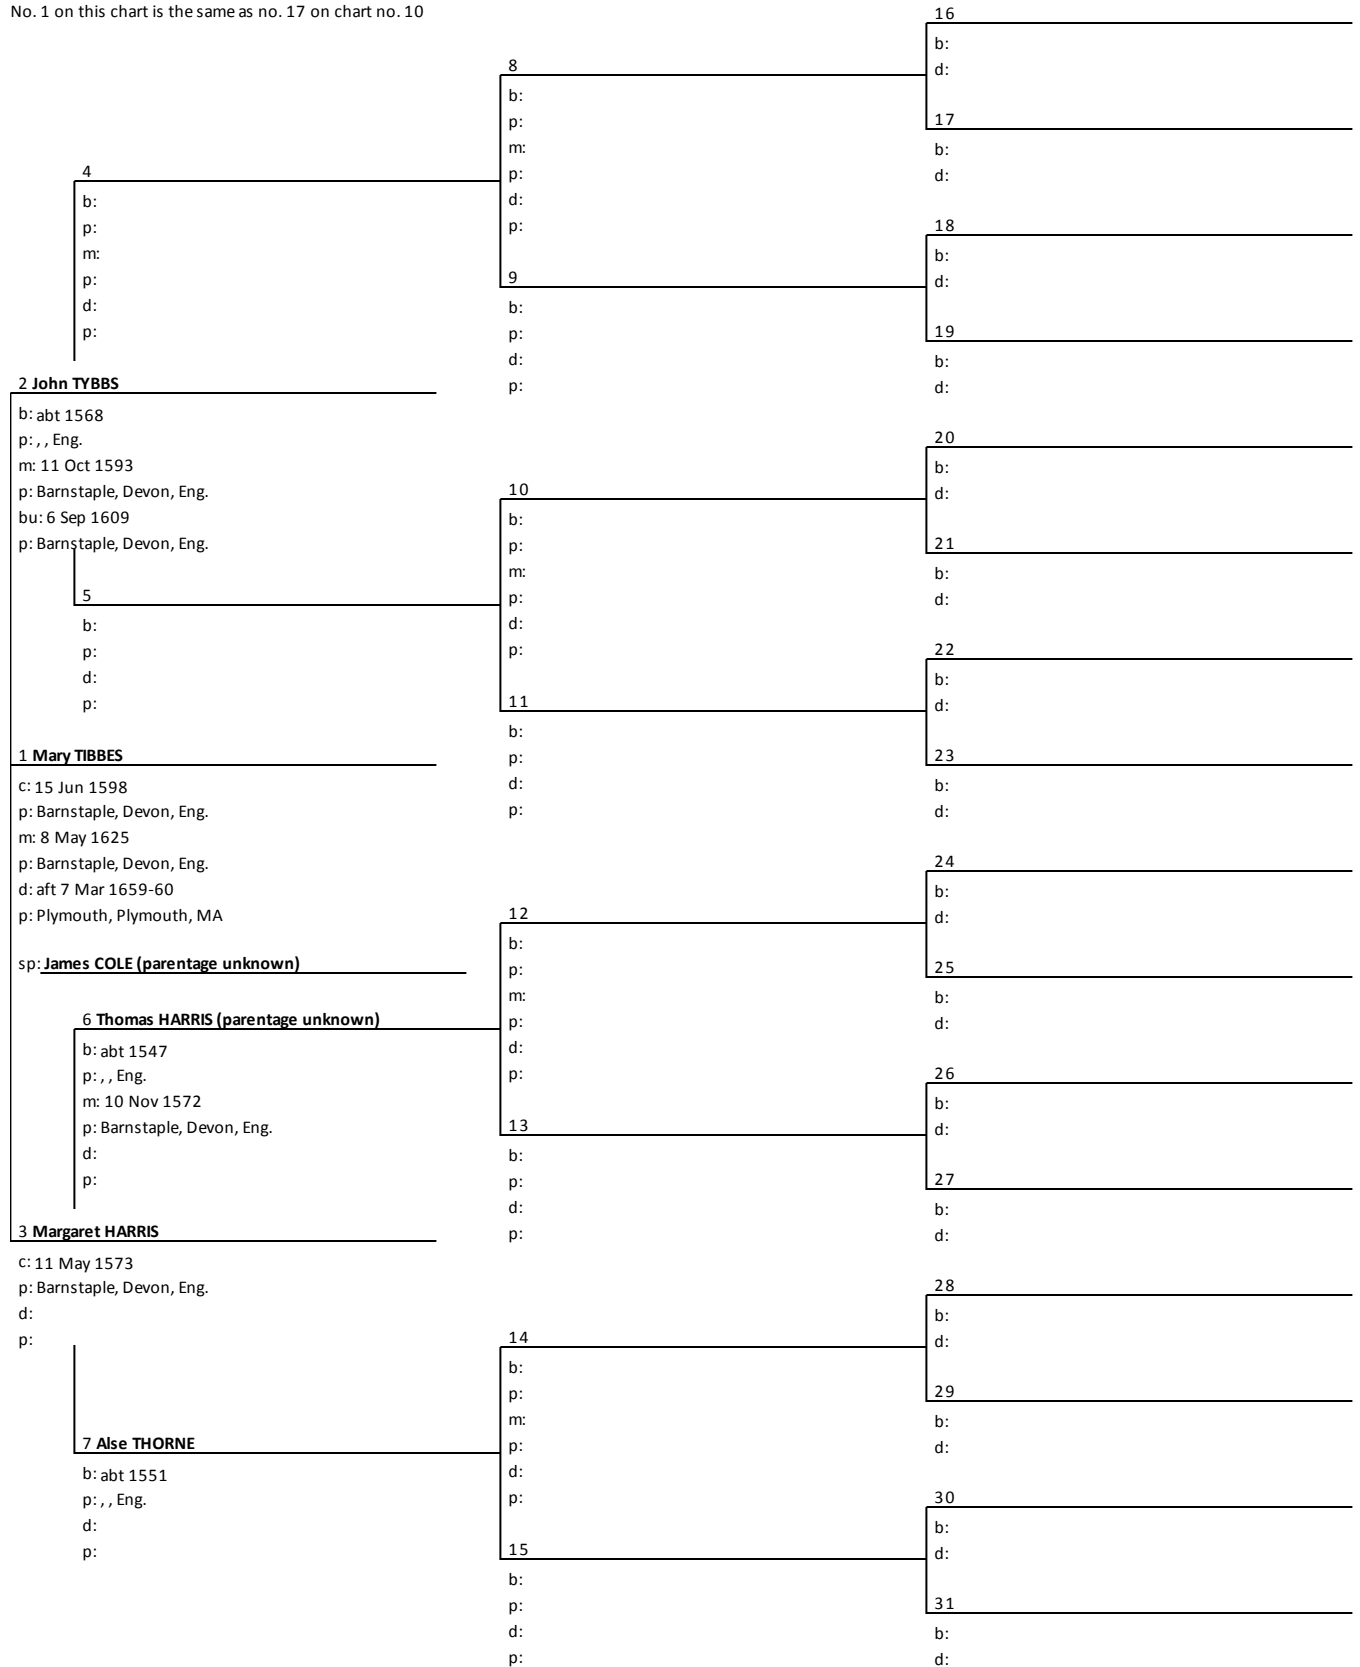 No. 1 on this chart is the same as no. 17 on chart no. 10
4
b:
p:
m:
p:
d:
p:
2 John TYBBS
b: abt 1568
p: , , Eng.
m: 11 Oct 1593
p: Barnstaple, Devon, Eng.
bu: 6 Sep 1609
p: Barnstaple, Devon, Eng.
5
b:
p:
d:
p:
1 Mary TIBBES
c: 15 Jun 1598
p: Barnstaple, Devon, Eng.
m: 8 May 1625
p: Barnstaple, Devon, Eng.
d: aft 7 Mar 1659-60
p: Plymouth, Plymouth, MA
sp: James COLE (parentage unknown)
6 Thomas HARRIS (parentage unknown)
b: abt 1547
p: , , Eng.
m: 10 Nov 1572
p: Barnstaple, Devon, Eng.
d:
p:
3 Margaret HARRIS
c: 11 May 1573
p: Barnstaple, Devon, Eng.
d:
p:
7 Alse THORNE
b: abt 1551
p: , , Eng.
d:
p:
8
b:
p:
m:
p:
d:
p:
9
b:
p:
d:
p:
10
b:
p:
m:
p:
d:
p:
11
b:
p:
d:
p:
12
b:
p:
m:
p:
d:
p:
13
b:
p:
d:
p:
14
b:
p:
m:
p:
d:
p:
15
b:
p:
d:
p:
16
b:
d:
17
b:
d:
18
b:
d:
19
b:
d:
20
b:
d:
21
b:
d:
22
b:
d:
23
b:
d:
24
b:
d:
25
b:
d:
26
b:
d:
27
b:
d:
28
b:
d:
29
b:
d:
30
b:
d:
31
b:
d: